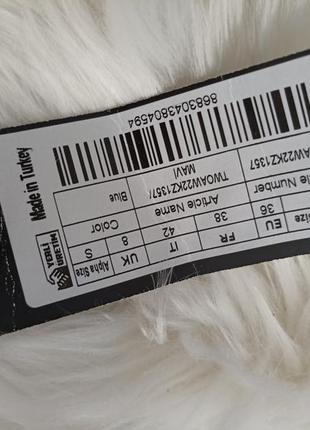 Size EU FR IT UK Alpha Size
36 38 42 8 S
le Number Article Name Color
AW22KZ1357 TWOAW22KZ1357/ Blue
MAVI
8683043804594
YERLİ
ÜRETİM
Made in Turkey